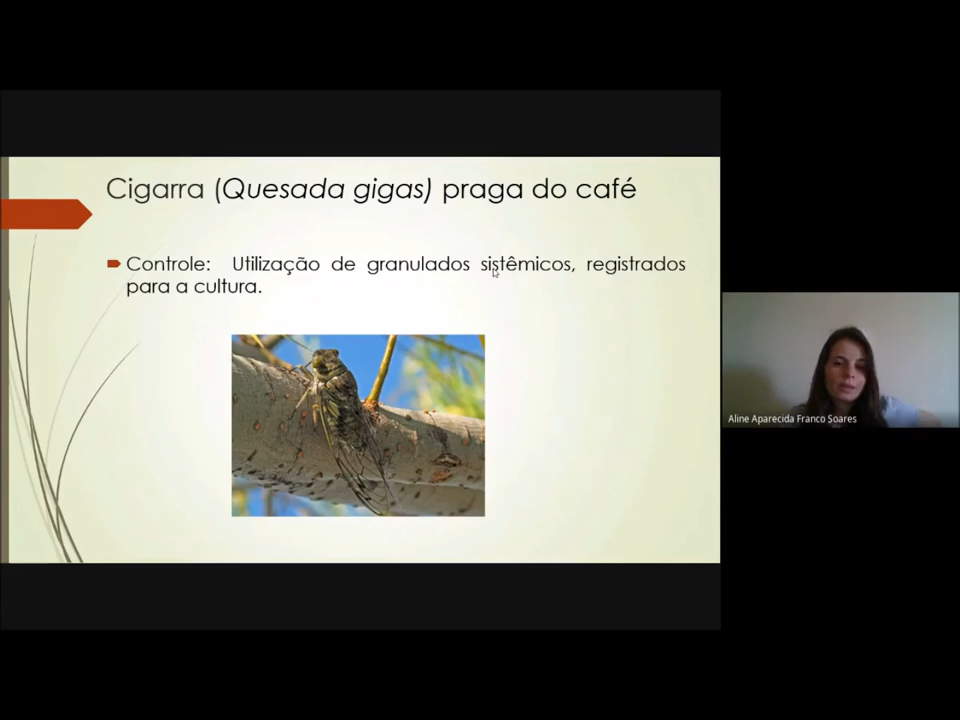 Cigarra (Quesada gigas) praga do café
Controle: Utilização de granulados sistêmicos, registrados
para a cultura.
Aline Aparecida Franco Soares